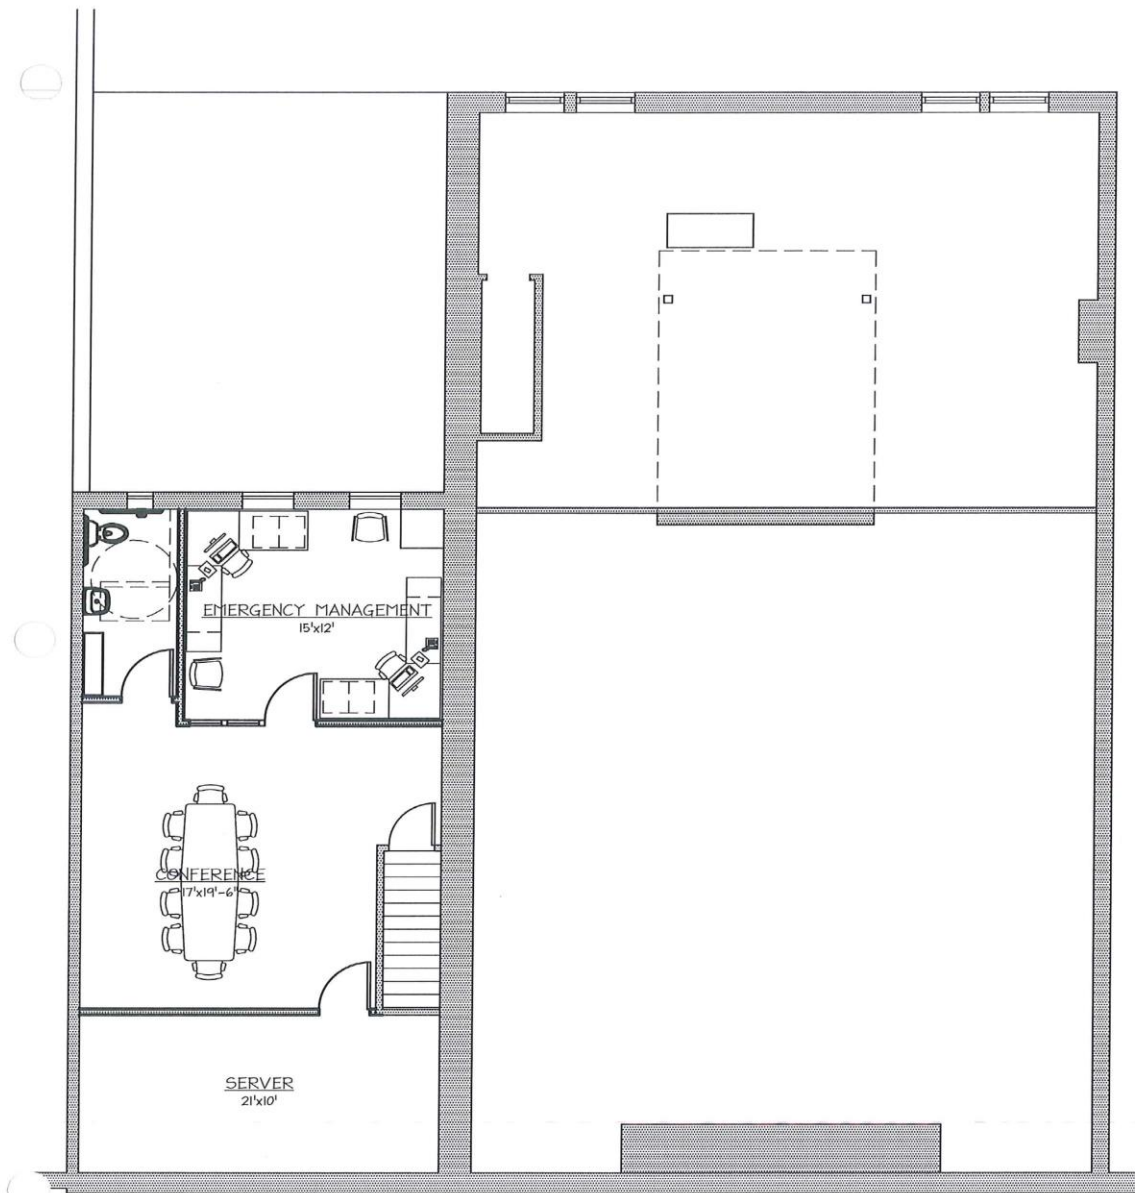 EMERGENCY MANAGEMENT
15'x12'
CONFERENCE
17'x19'-6"
SERVER
21'x10'